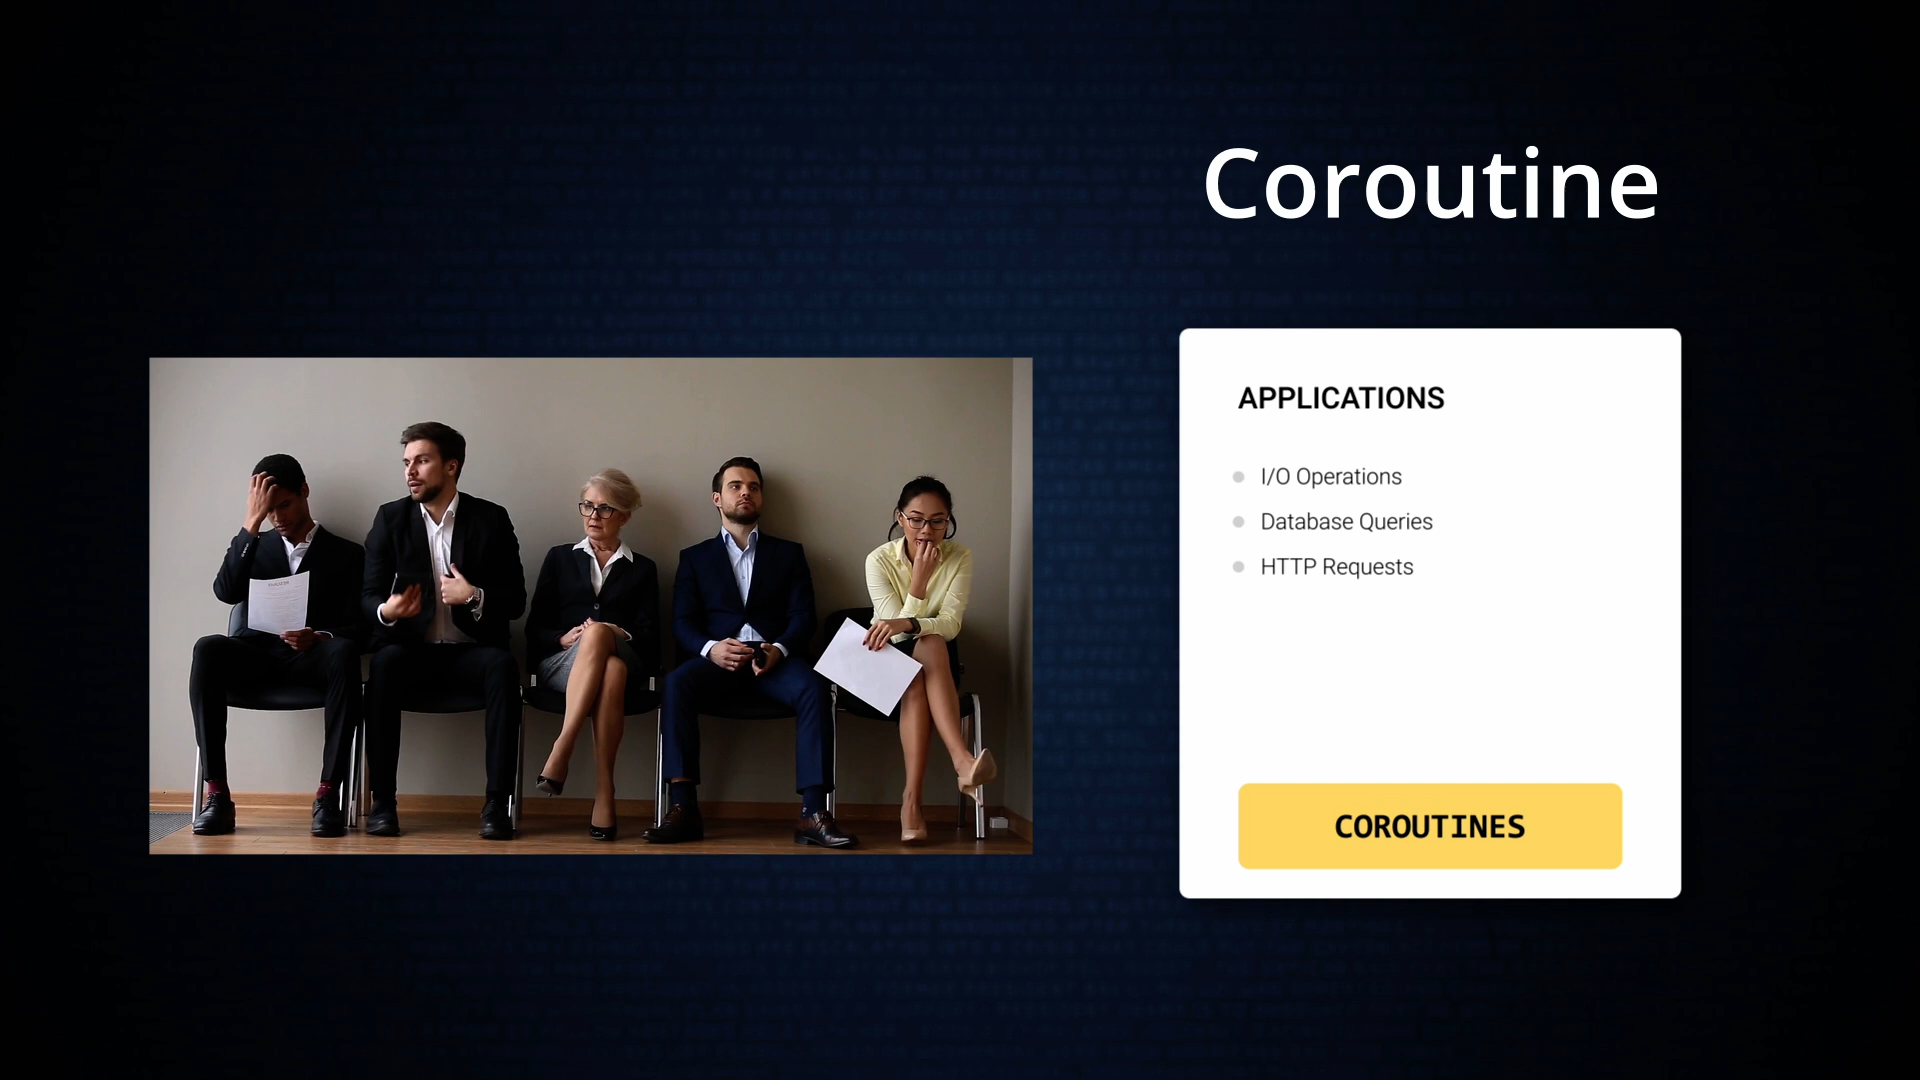 Coroutine
APPLICATIONS
I/O Operations
Database Queries
HTTP Requests
COROUTINES